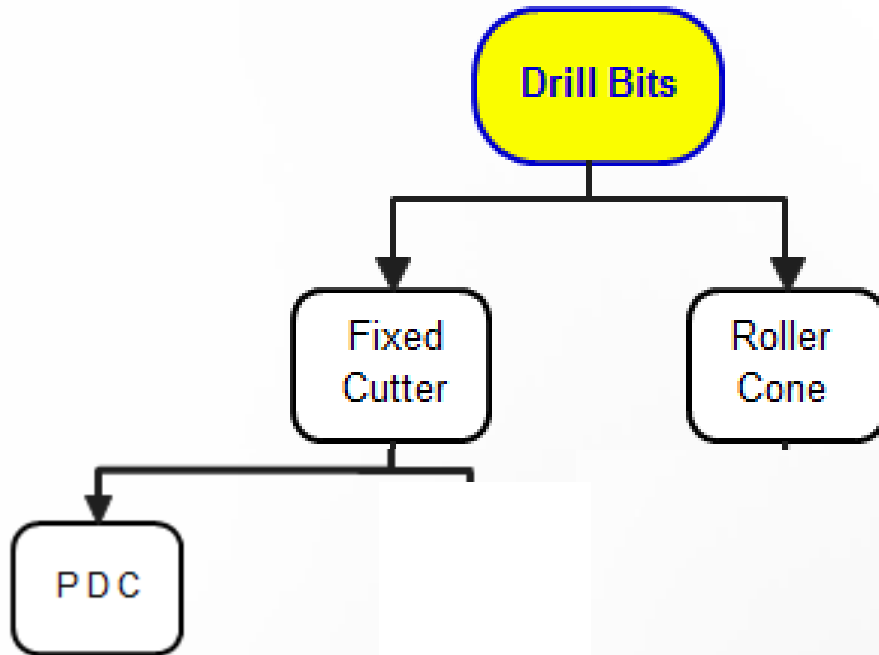 Drill Bits
Fixed
Cutter
Roller
Cone
PDC